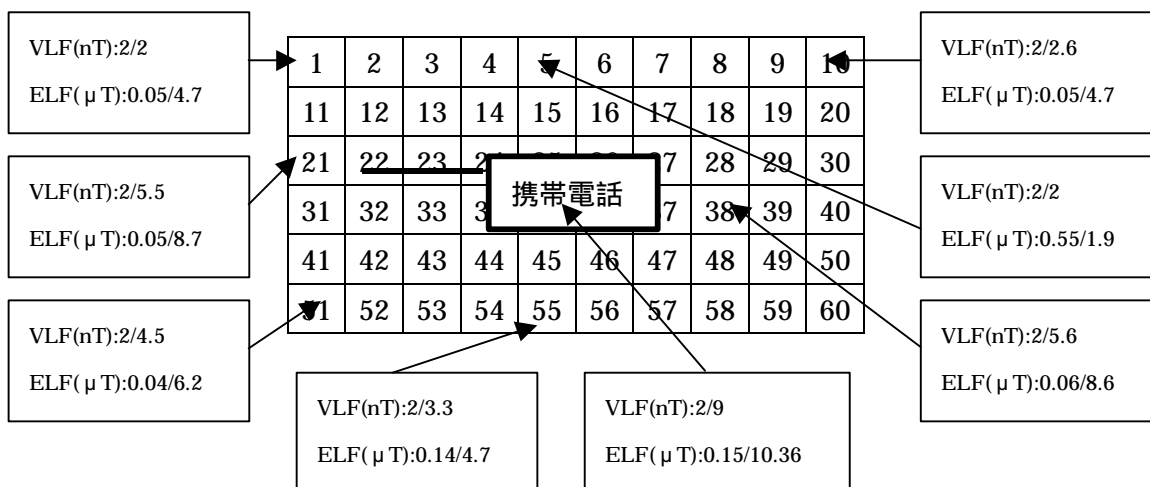 VLF(nT):2/2
ELF(μT):0.05/4.7
VLF(nT):2/5.5
ELF(μT):0.05/8.7
VLF(nT):2/4.5
ELF(μT):0.04/6.2
1 2 3 4 5 6 7 8 9 10
11 12 13 14 15 16 17 18 19 20
21 22 23 28 29 30
31 32 33 38 39 40
携帯電話
41 42 43 44 45 46 47 48 49 50
51 52 53 54 55 56 57 58 59 60
VLF(nT):2/2.6
ELF(μT):0.05/4.7
VLF(nT):2/2
ELF(μT):0.55/1.9
VLF(nT):2/5.6
ELF(μT):0.06/8.6
VLF(nT):2/3.3
ELF(μT):0.14/4.7
VLF(nT):2/9
ELF(μT):0.15/10.36